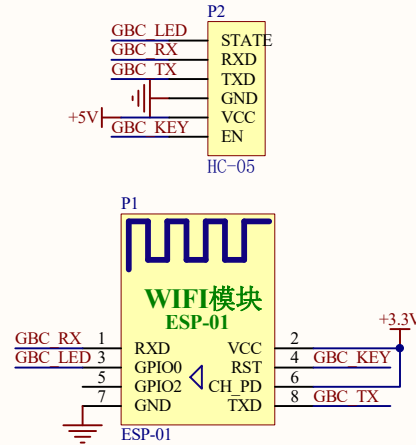 P2
GBC_LED STATE
GBC_RX RXD
GBC_TX TXD
GND
+5V VCC
GBC_KEY EN
HC-05
P1
WIFI模块
ESP-01
+3.3V
GBC_RX 1 RXD VCC 2
GBC_LED 3 GPIO0 RST 4 GBC_KEY
5 GPIO2 CH_PD 6
7 GND TXD 8 GBC_TX
ESP-01